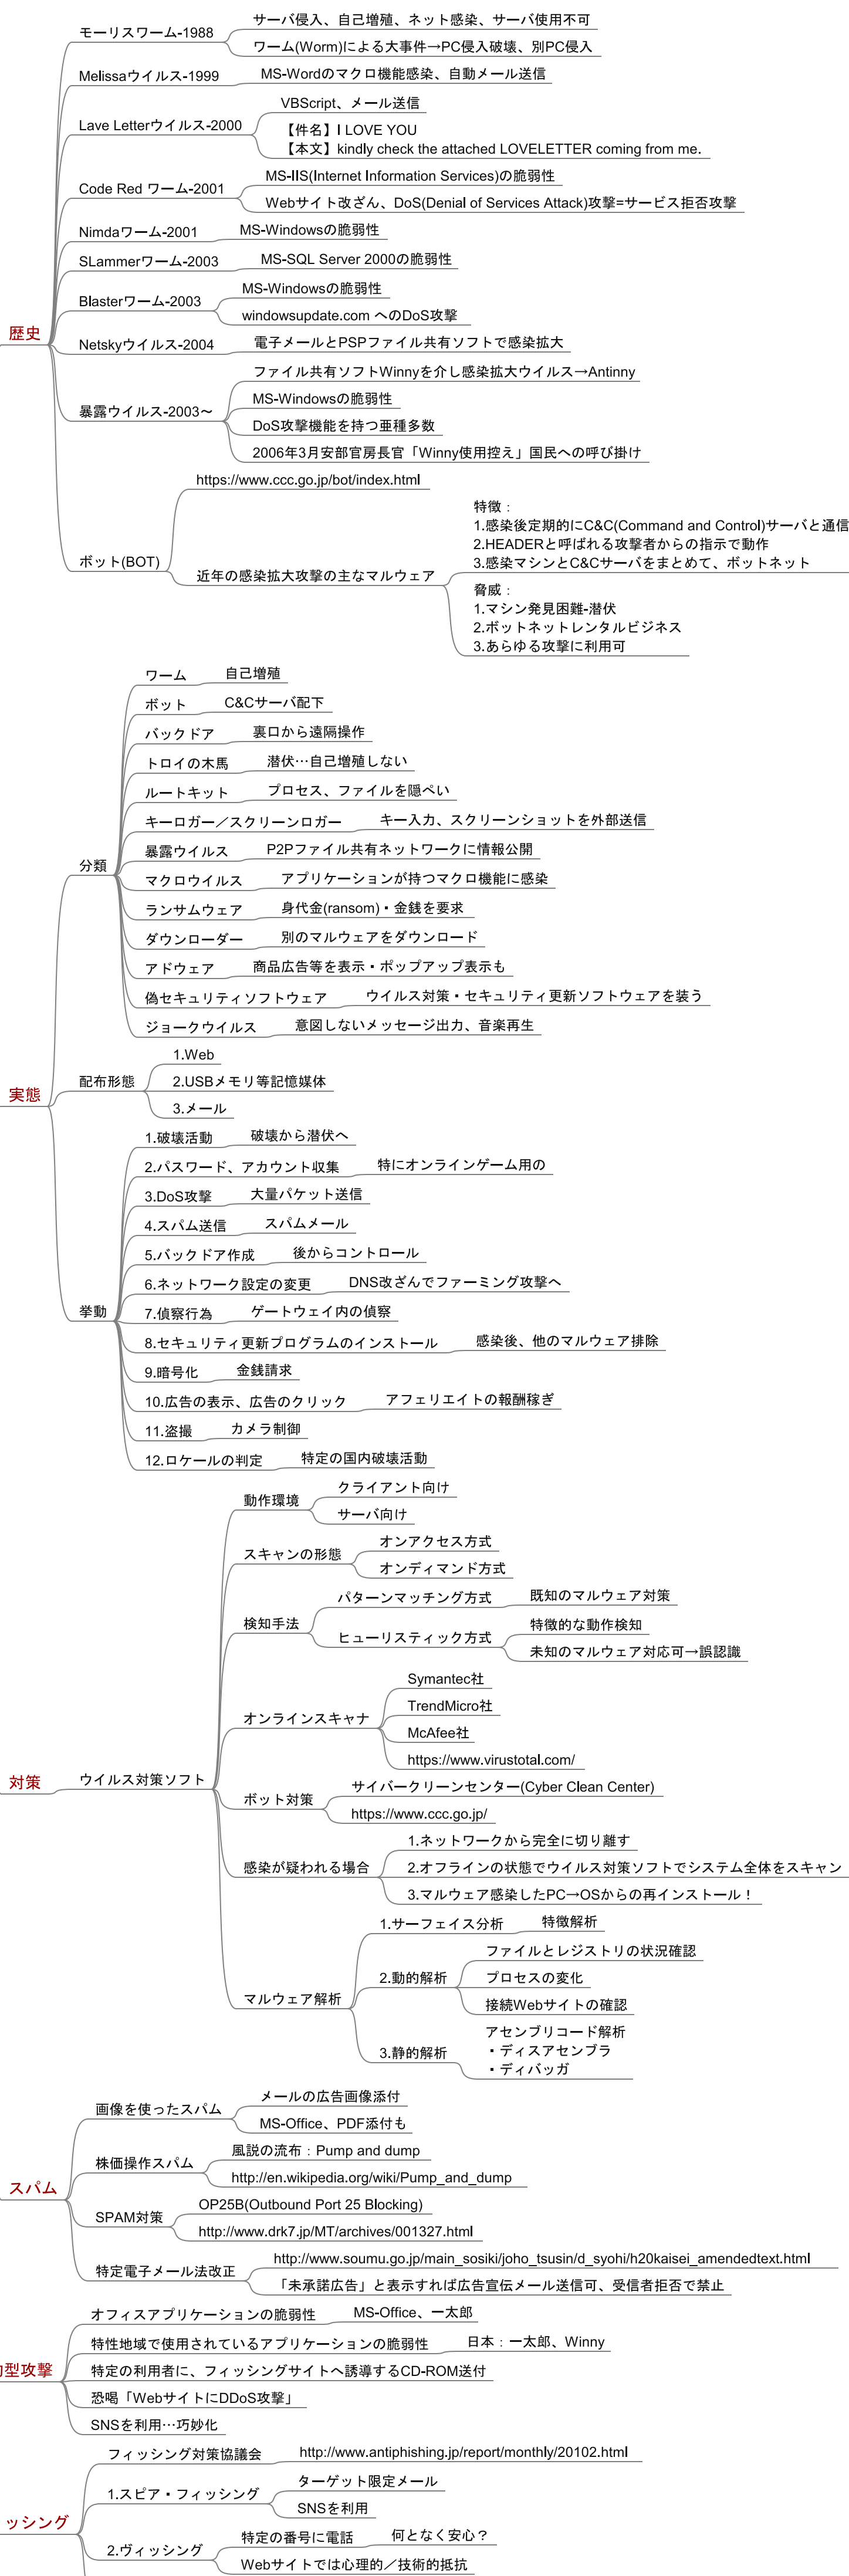 歴史
モーリスワーム-1988
サーバ侵入、自己増殖、ネット感染、サーバ使用不可
ワーム(Worm)による大事件→PC侵入破壊、別PC侵入
Melissaウイルス-1999
MS-Wordのマクロ機能感染、自動メール送信
Lave Letterウイルス-2000
VBScript、メール送信
【件名】I LOVE YOU
【本文】kindly check the attached LOVELETTER coming from me.
Code Red ワーム-2001
MS-IIS(Internet Information Services)の脆弱性
Webサイト改ざん、DoS(Denial of Services Attack)攻撃=サービス拒否攻撃
Nimdaワーム-2001
MS-Windowsの脆弱性
SLammerワーム-2003
MS-SQL Server 2000の脆弱性
Blasterワーム-2003
MS-Windowsの脆弱性
windowsupdate.com へのDoS攻撃
Netskyウイルス-2004
電子メールとPSPファイル共有ソフトで感染拡大
暴露ウイルス-2003〜
ファイル共有ソフトWinnyを介し感染拡大ウイルス→Antinny
MS-Windowsの脆弱性
DoS攻撃機能を持つ亜種多数
2006年3月安部官房長官「Winny使用控え」国民への呼び掛け
ボット(BOT)
https://www.ccc.go.jp/bot/index.html
近年の感染拡大攻撃の主なマルウェア
特徴：
1.感染後定期的にC&C(Command and Control)サーバと通信
2.HEADERと呼ばれる攻撃者からの指示で動作
3.感染マシンとC&Cサーバをまとめて、ボットネット
脅威：
1.マシン発見困難-潜伏
2.ボットネットレンタルビジネス
3.あらゆる攻撃に利用可
実態
分類
ワーム
自己増殖
ボット
C&Cサーバ配下
バックドア
裏口から遠隔操作
トロイの木馬
潜伏…自己増殖しない
ルートキット
プロセス、ファイルを隠ぺい
キーロガー／スクリーンロガー
キー入力、スクリーンショットを外部送信
暴露ウイルス
P2Pファイル共有ネットワークに情報公開
マクロウイルス
アプリケーションが持つマクロ機能に感染
ランサムウェア
身代金(ransom)・金銭を要求
ダウンローダー
別のマルウェアをダウンロード
アドウェア
商品広告等を表示・ポップアップ表示も
偽セキュリティソフトウェア
ウイルス対策・セキュリティ更新ソフトウェアを装う
ジョークウイルス
意図しないメッセージ出力、音楽再生
配布形態
1.Web
2.USBメモリ等記憶媒体
3.メール
挙動
1.破壊活動
破壊から潜伏へ
2.パスワード、アカウント収集
特にオンラインゲーム用の
3.DoS攻撃
大量パケット送信
4.スパム送信
スパムメール
5.バックドア作成
後からコントロール
6.ネットワーク設定の変更
DNS改ざんでファーミング攻撃へ
7.偵察行為
ゲートウェイ内の偵察
8.セキュリティ更新プログラムのインストール
感染後、他のマルウェア排除
9.暗号化
金銭請求
10.広告の表示、広告のクリック
アフェリエイトの報酬稼ぎ
11.盗撮
カメラ制御
12.ロケールの判定
特定の国内破壊活動
対策
ウイルス対策ソフト
動作環境
クライアント向け
サーバ向け
スキャンの形態
オンアクセス方式
オンディマンド方式
検知手法
パターンマッチング方式
既知のマルウェア対策
ヒューリスティック方式
特徴的な動作検知
未知のマルウェア対応可→誤認識
オンラインスキャナ
Symantec社
TrendMicro社
McAfee社
https://www.virustotal.com/
ボット対策
サイバークリーンセンター(Cyber Clean Center)
https://www.ccc.go.jp/
感染が疑われる場合
1.ネットワークから完全に切り離す
2.オフラインの状態でウイルス対策ソフトでシステム全体をスキャン
3.マルウェア感染したPC→OSからの再インストール！
マルウェア解析
1.サーフェイス分析
特徴解析
2.動的解析
ファイルとレジストリの状況確認
プロセスの変化
接続Webサイトの確認
3.静的解析
アセンブリコード解析
・ディスアセンブラ
・ディバッガ
スパム
画像を使ったスパム
メールの広告画像添付
MS-Office、PDF添付も
株価操作スパム
風説の流布：Pump and dump
http://en.wikipedia.org/wiki/Pump_and_dump
SPAM対策
OP25B(Outbound Port 25 Blocking)
http://www.drk7.jp/MT/archives/001327.html
特定電子メール法改正
http://www.soumu.go.jp/main_sosiki/joho_tsusin/d_syohi/h20kaisei_amendedtext.html
「未承諾広告」と表示すれば広告宣伝メール送信可、受信者拒否で禁止
型攻撃
オフィスアプリケーションの脆弱性
MS-Office、一太郎
特性地域で使用されているアプリケーションの脆弱性
日本：一太郎、Winny
特定の利用者に、フィッシングサイトへ誘導するCD-ROM送付
恐喝「WebサイトにDDoS攻撃」
SNSを利用…巧妙化
ッシング
フィッシング対策協議会
http://www.antiphishing.jp/report/monthly/20102.html
1.スピア・フィッシング
ターゲット限定メール
SNSを利用
2.ヴィッシング
特定の番号に電話
何となく安心？
Webサイトでは心理的／技術的抵抗